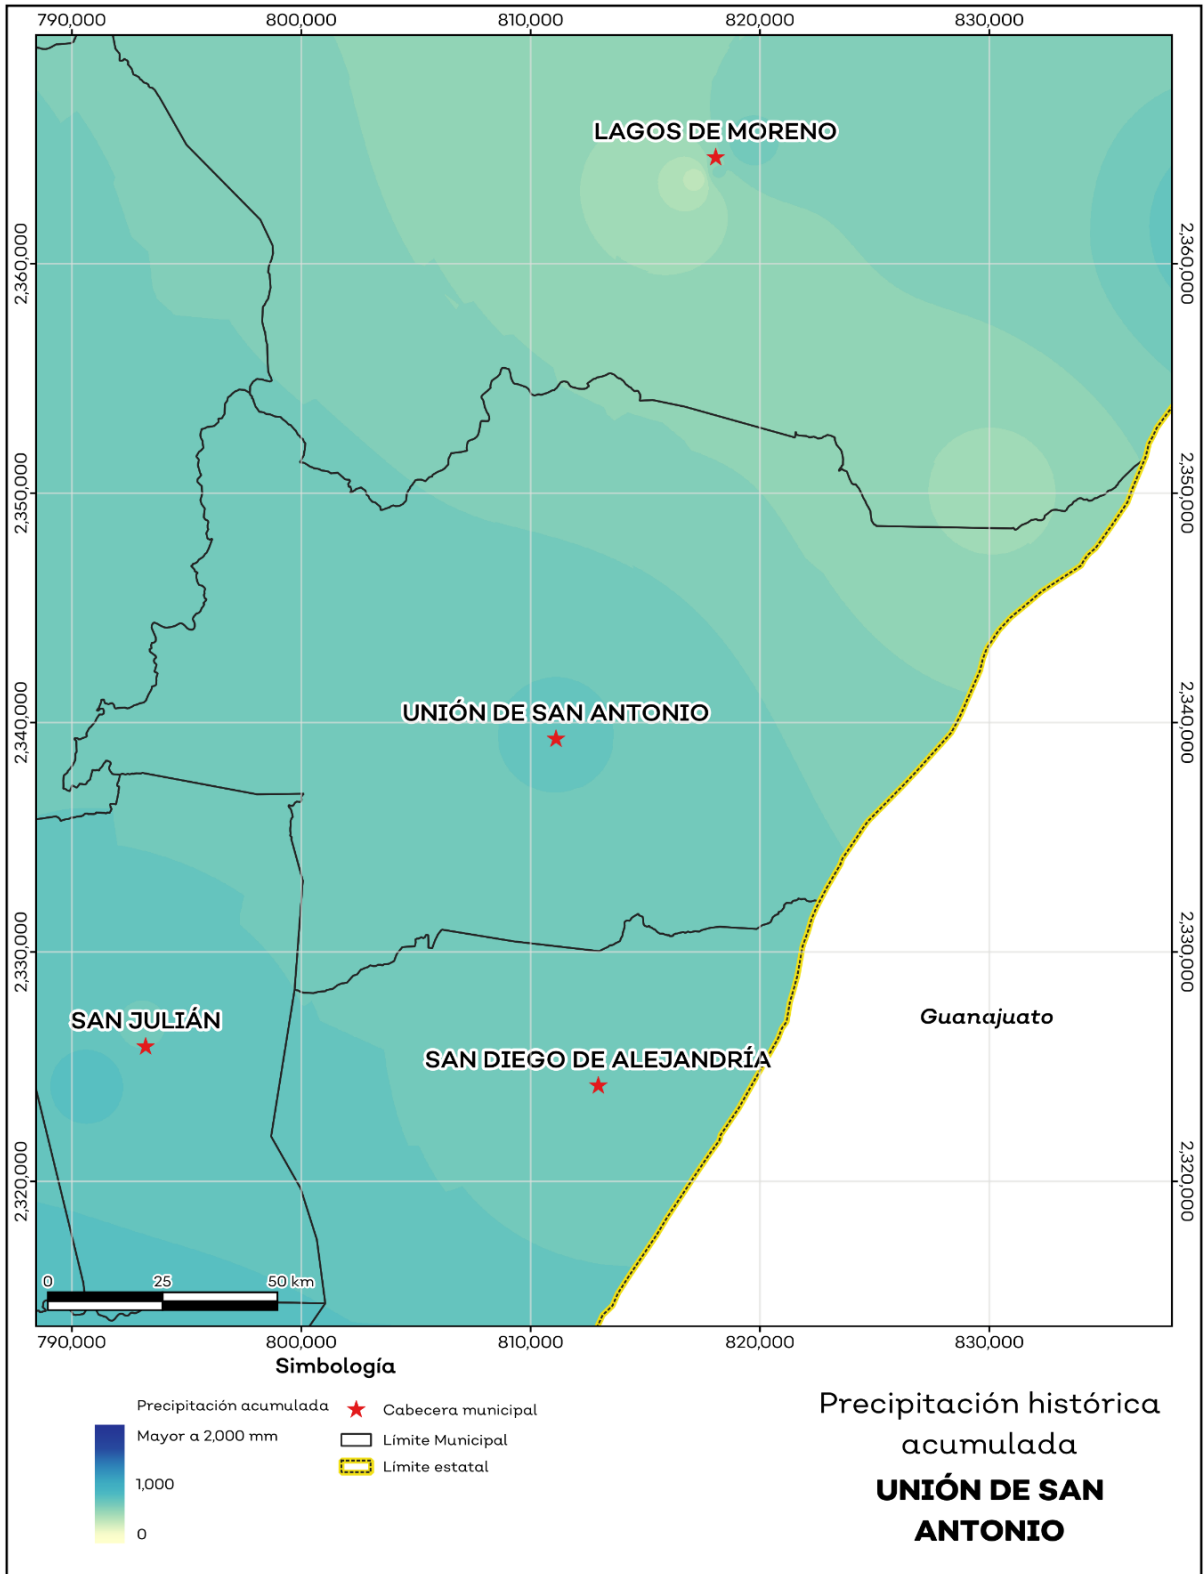 790,000
800,000
810,000
820,000
830,000
LAGOS DE MORENO
2,360,000
2,360,000
2,350,000
2,350,000
UNIÓN DE SAN ANTONIO
2,340,000
2,340,000
2,330,000
2,330,000
SAN JULIÁN
Guanajuato
SAN DIEGO DE ALEJANDRÍA
2,320,000
2,320,000
0 25 50 km
790,000
800,000
810,000
820,000
830,000
Simbología
Precipitación acumulada
Mayor a 2,000 mm
1,000
0
Cabecera municipal
Límite Municipal
Límite estatal
Precipitación histórica
acumulada
UNIÓN DE SAN
ANTONIO